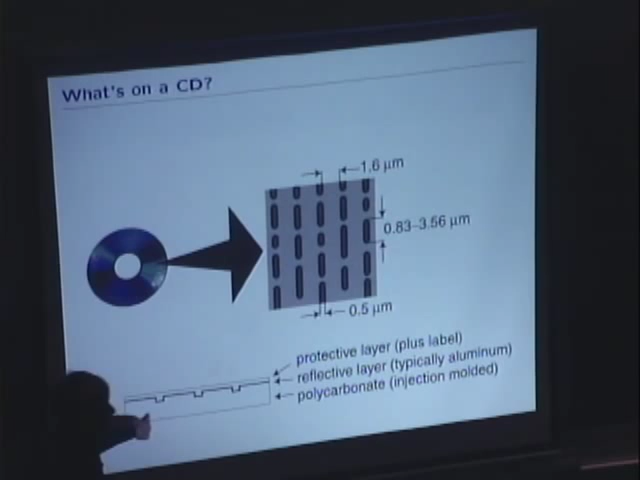 What's on a CD?
1.6 µm
0.83–3.56 µm
0.5 µm
protective layer (plus label)
reflective layer (typically aluminum)
polycarbonate (injection molded)